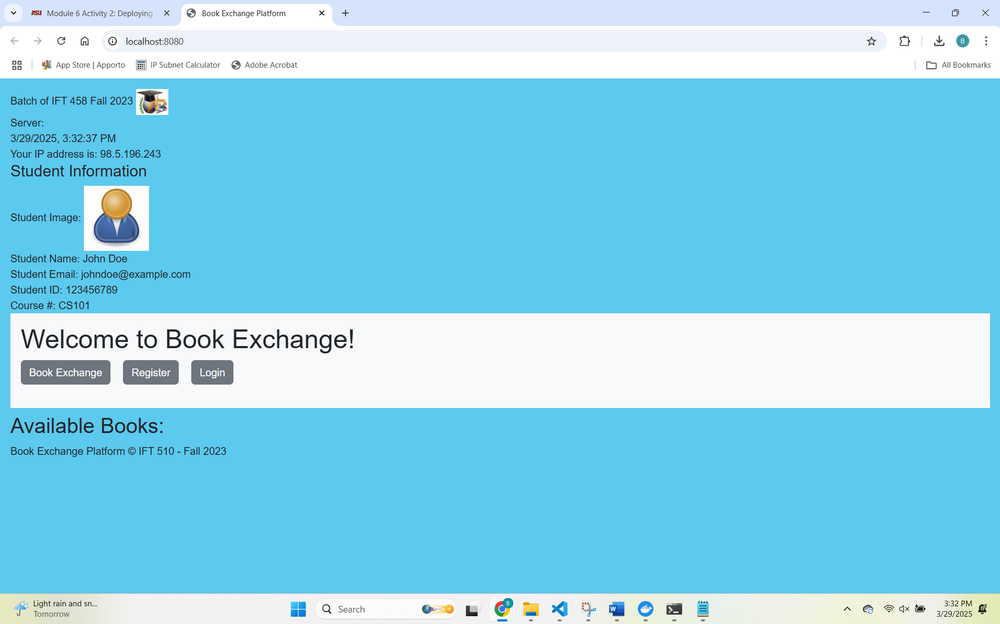 ASU Module 6 Activity 2: Deploying
Book Exchange Platform
localhost:8080
B
App Store | Apporto
IP Subnet Calculator
Adobe Acrobat
All Bookmarks
Batch of IFT 458 Fall 2023
Server:
3/29/2025, 3:32:37 PM
Your IP address is: 98.5.196.243
Student Information
Student Image:
Student Name: John Doe
Student Email: johndoe@example.com
Student ID: 123456789
Course #: CS101
Welcome to Book Exchange!
Book Exchange Register Login
Available Books:
Book Exchange Platform © IFT 510 - Fall 2023
Light rain and sn...
Tomorrow
Search
B
W
3:32 PM
3/29/2025